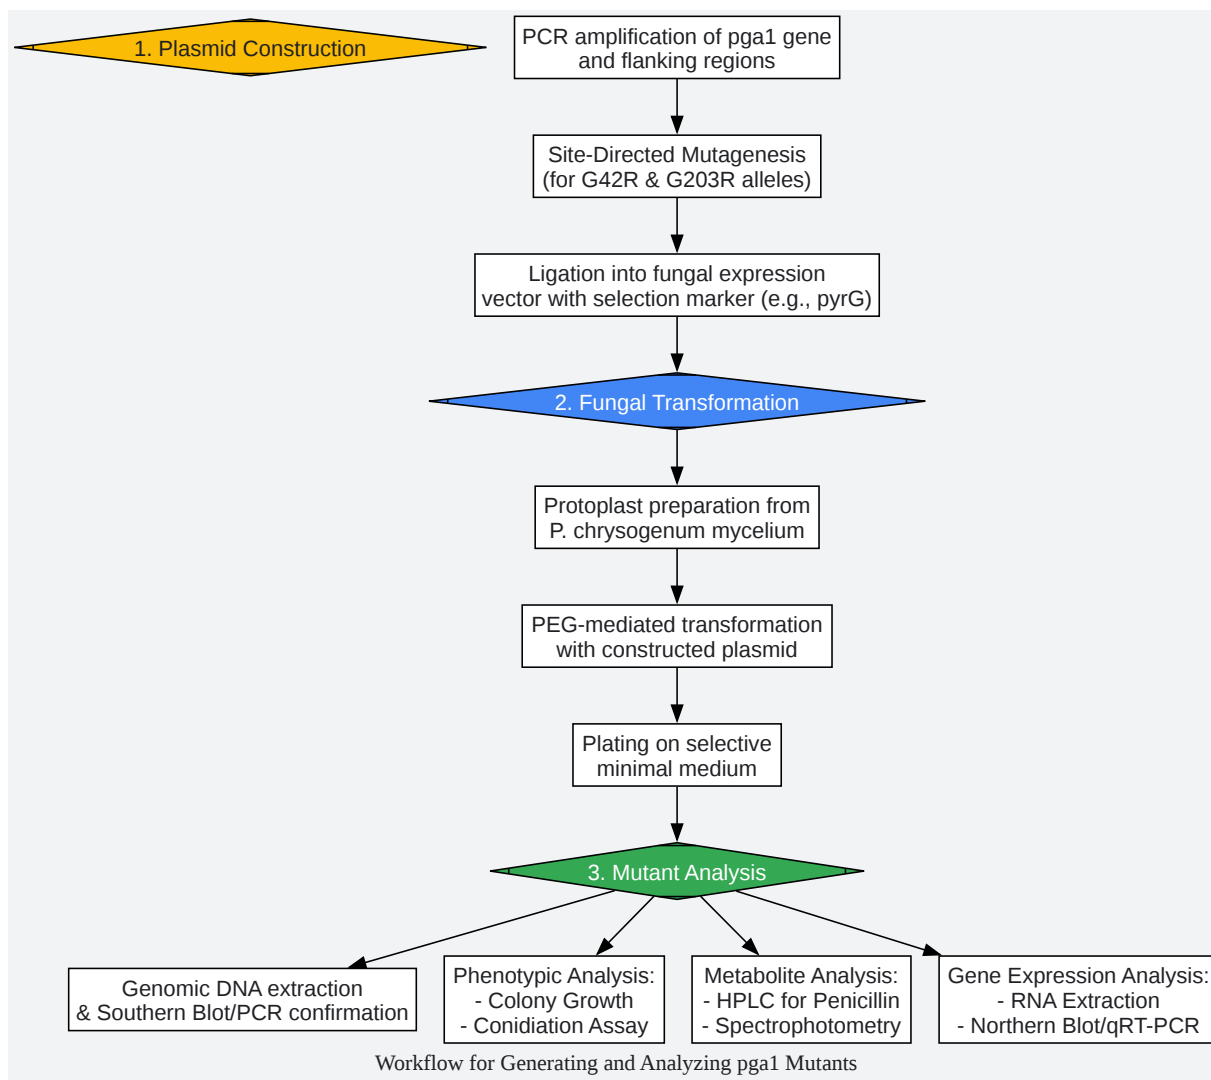 1. Plasmid Construction
PCR amplification of pga1 gene
and flanking regions
Site-Directed Mutagenesis
(for G42R & G203R alleles)
Ligation into fungal expression
vector with selection marker (e.g., pyrG)
2. Fungal Transformation
Protoplast preparation from
P. chrysogenum mycelium
PEG-mediated transformation
with constructed plasmid
Plating on selective
minimal medium
3. Mutant Analysis
Genomic DNA extraction
& Southern Blot/PCR confirmation
Phenotypic Analysis:
- Colony Growth
- Conidiation Assay
Metabolite Analysis:
- HPLC for Penicillin
- Spectrophotometry
Gene Expression Analysis:
- RNA Extraction
- Northern Blot/qRT-PCR
Workflow for Generating and Analyzing pga1 Mutants